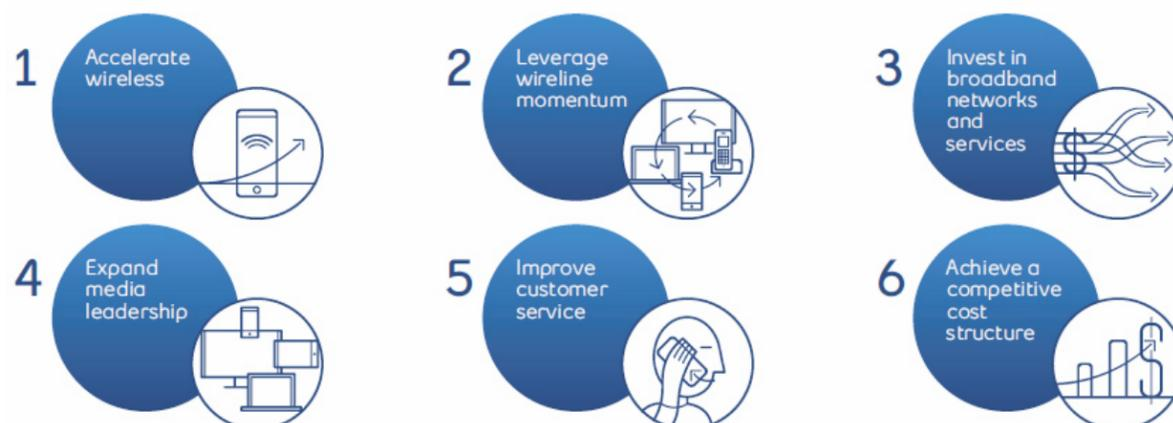 1
Accelerate
wireless
2
Leverage
wireline
momentum
3
Invest in
broadband
networks
and
services
$
4
Expand
media
leadership
5
Improve
customer
service
6
Achieve a
competitive
cost
structure
$